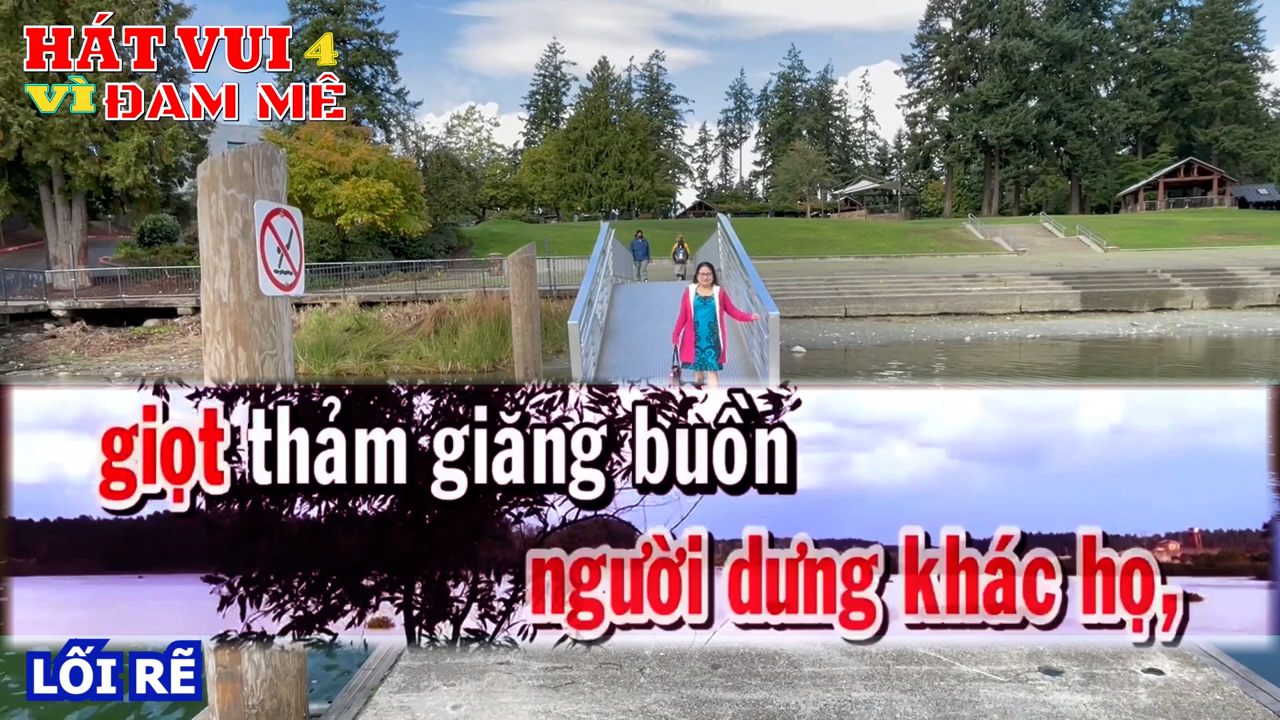 HÁT VUI 4
VÌ ĐAM MÊ
giọt thảm giăng buồn
người dưng khác họ,
LỐI RẼ